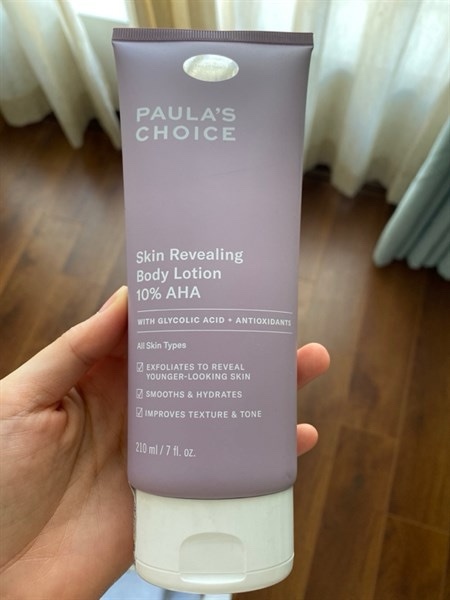 PAULA'S
CHOICE
Skin Revealing
Body Lotion
10% AHA
WITH GLYCOLIC ACID + ANTIOXIDANTS
All Skin Types
☑ EXFOLIATES TO REVEAL
YOUNGER-LOOKING SKIN
☑ SMOOTHS & HYDRATES
☑ IMPROVES TEXTURE & TONE
210 ml / 7 fl. oz.